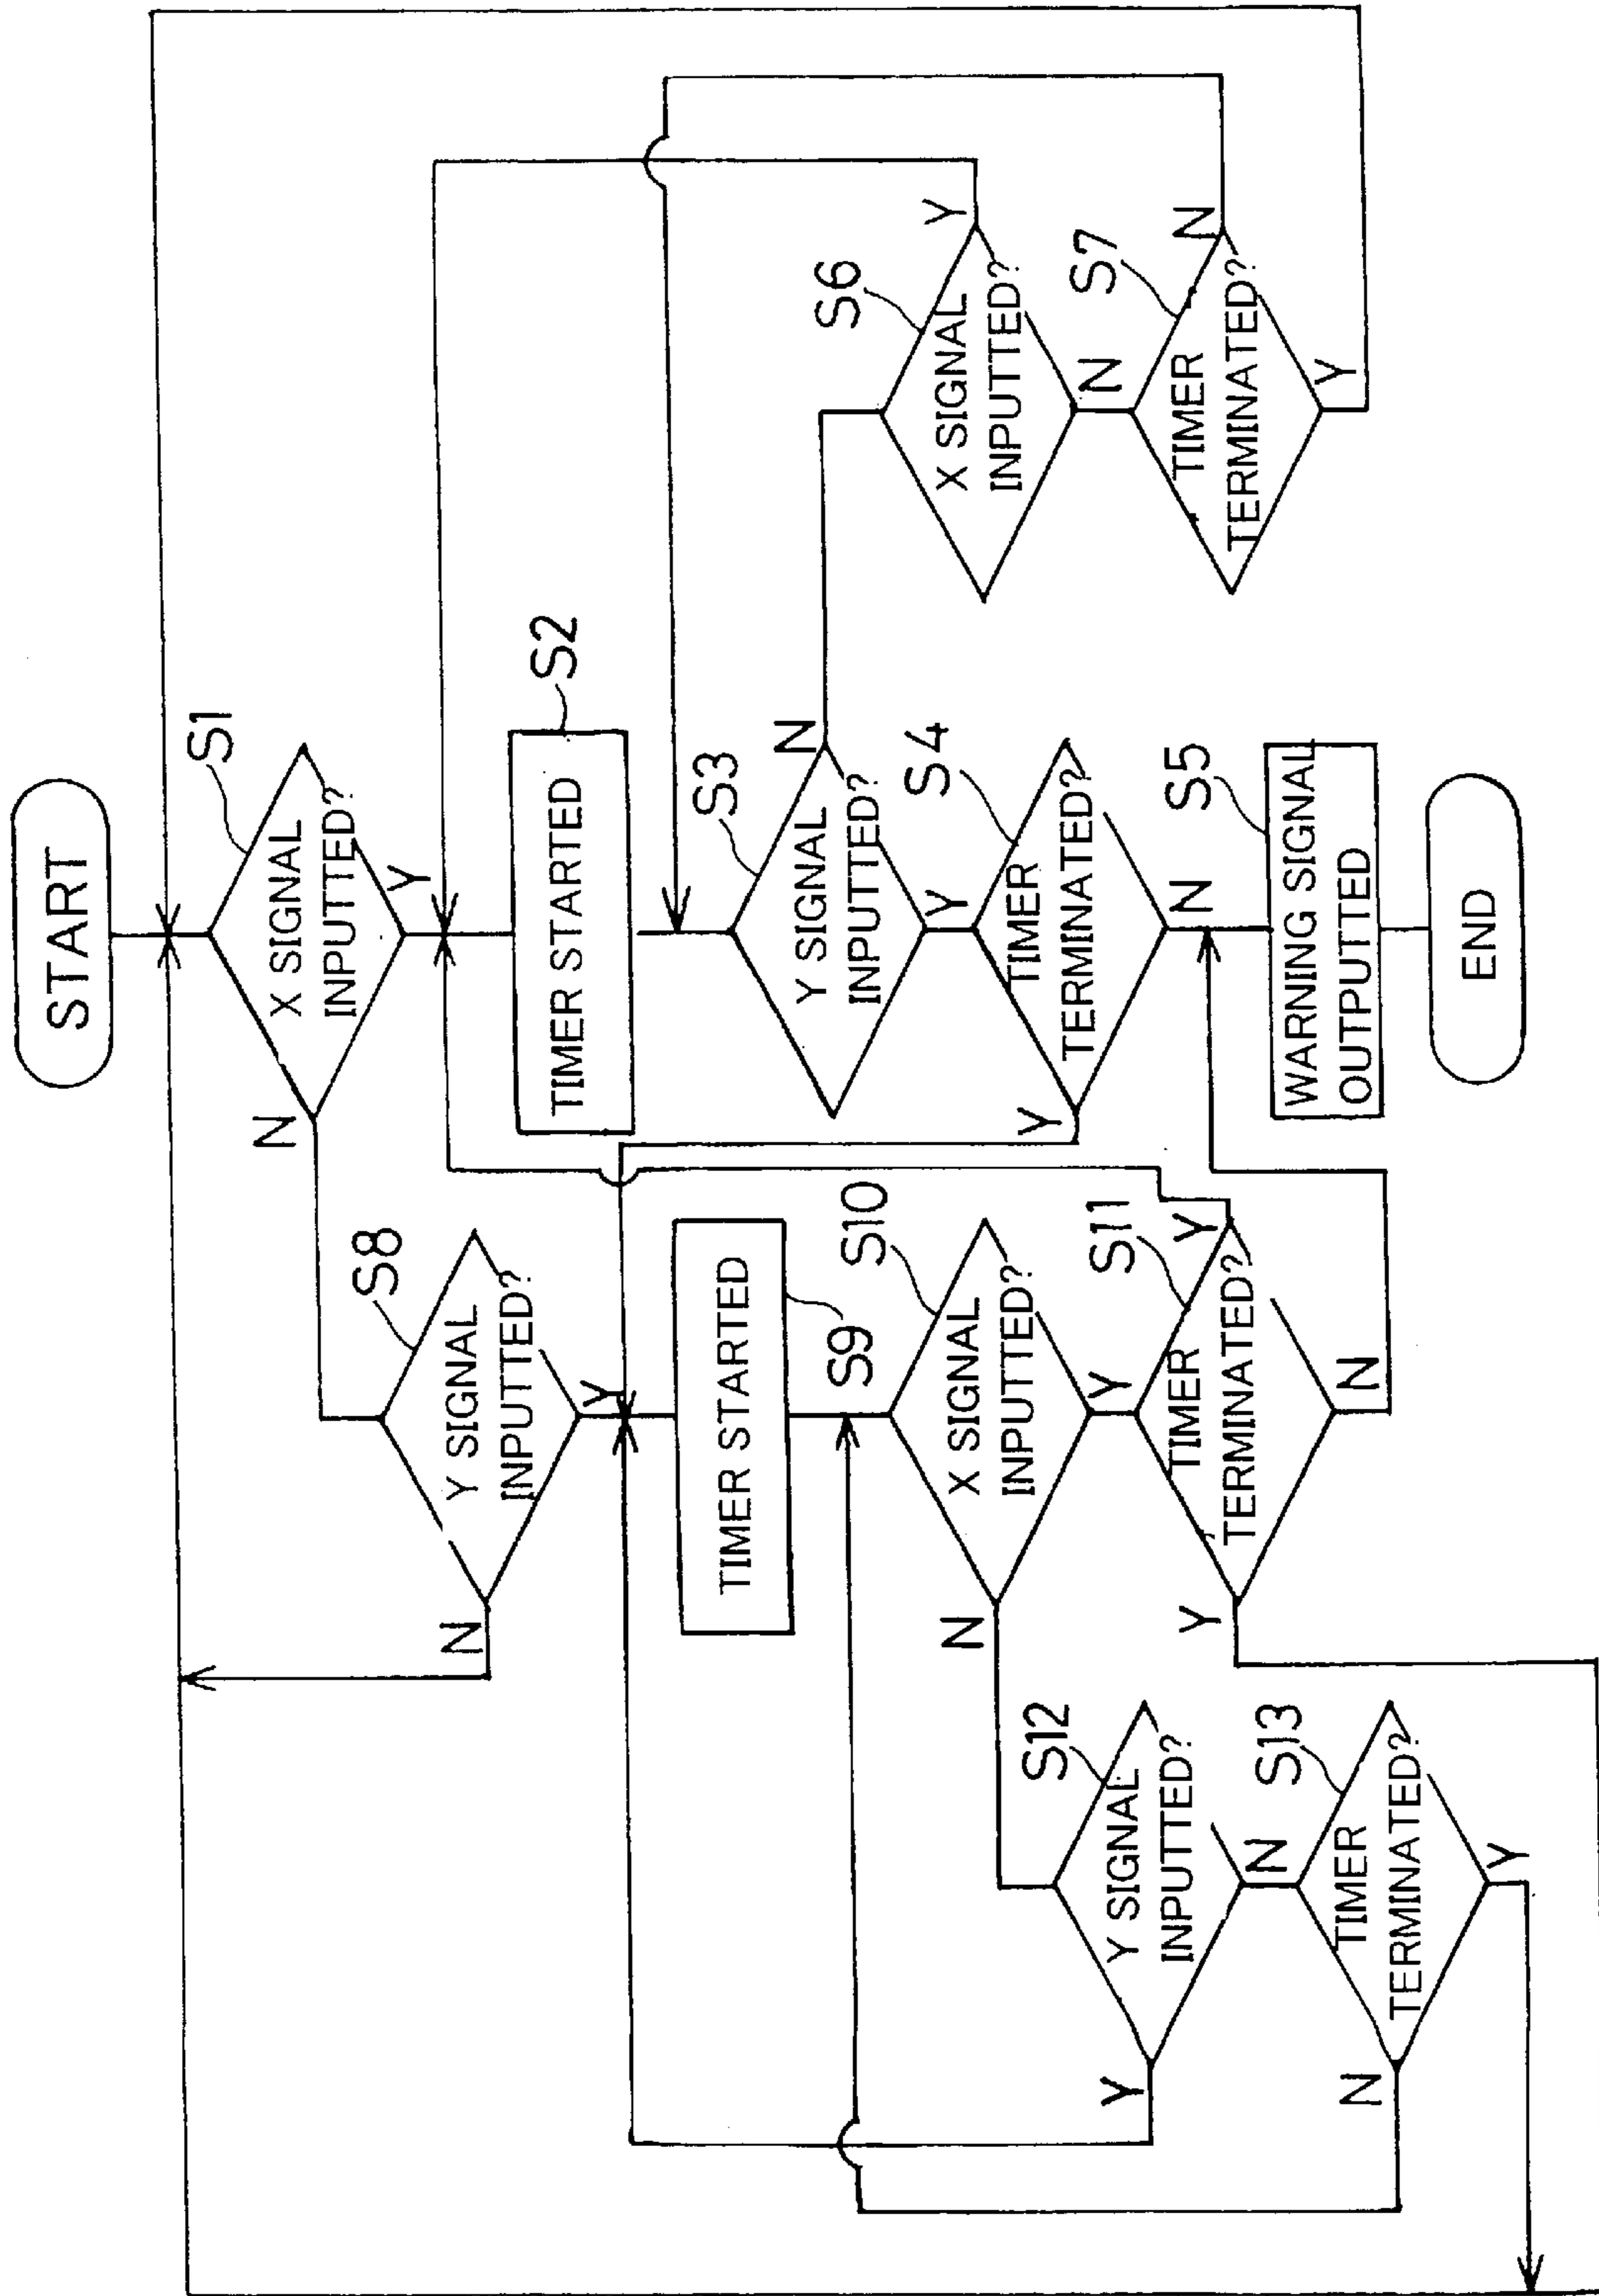 START
S1
X SIGNAL
INPUTTED?
N
Y
S8
Y SIGNAL
INPUTTED?
N
Y
S2
TIMER STARTED
TIMER STARTED
S9
S3
Y SIGNAL
INPUTTED?
N
Y
S6
X SIGNAL
INPUTTED?
Y
N
S10
X SIGNAL
INPUTTED?
N
Y
S4
TIMER
TERMINATED?
Y
N
S7
TIMER
TERMINATED?
N
Y
S12
Y SIGNAL
INPUTTED?
Y
N
S11
TIMER
TERMINATED?
Y
Y
N
S5
WARNING SIGNAL
OUTPUTTED
S13
TIMER
TERMINATED?
N
Y
END